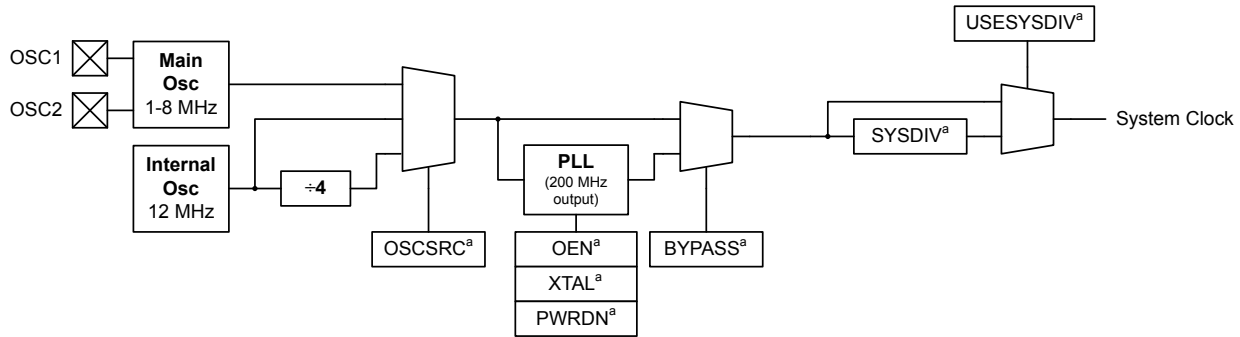 USESYSDIVᵃ
OSC1
Main
Osc
1-8 MHz
OSC2
System Clock
SYSDIVᵃ
Internal
Osc
12 MHz
÷4
PLL
(200 MHz
output)
OSCSRCᵃ
OENᵃ
BYPASSᵃ
XTALᵃ
PWRDNᵃ